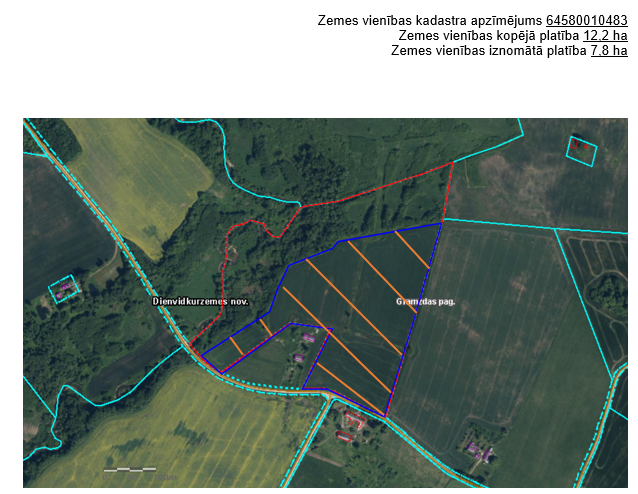 Zemes vienības kadastra apzīmējums 64580010483
Zemes vienības kopējā platība 12,2 ha
Zemes vienības iznomātā platība 7,8 ha
Dienvidkurzemes nov.
Gramzdas pag.